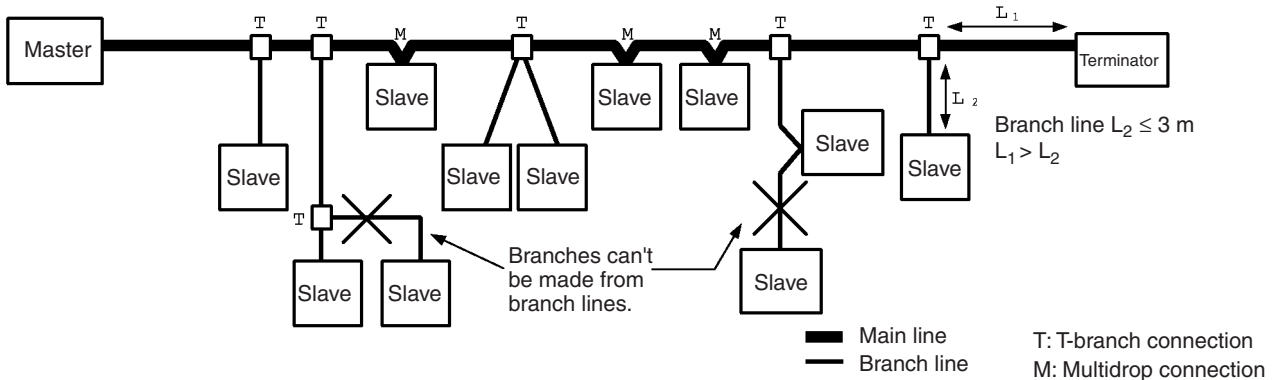 T T M T M M T T L₁
Master Terminator
Slave Slave Slave Slave
L₂
Branch line L₂ ≤ 3 m
L₁ > L₂
Slave
Slave Slave Slave Slave
T
Branches can't
be made from
branch lines.
Slave
Slave Slave
Main line
Branch line
T: T-branch connection
M: Multidrop connection